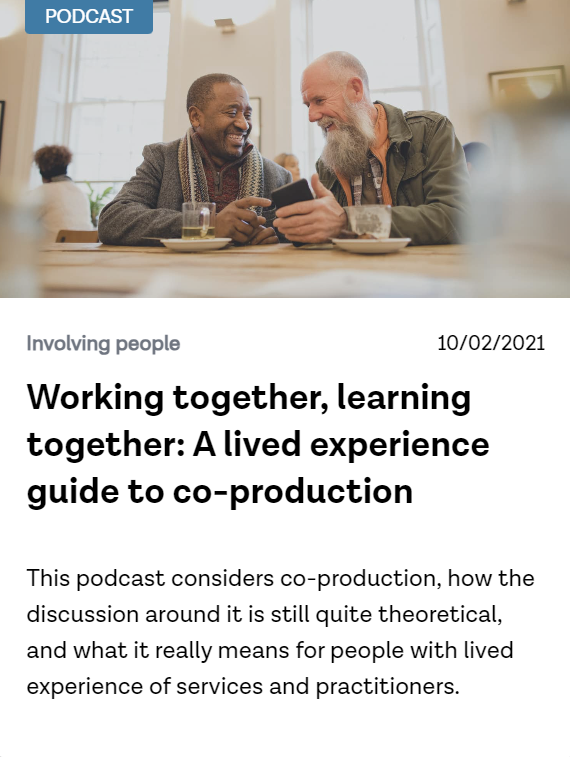 PODCAST
Involving people
10/02/2021
Working together, learning
together: A lived experience
guide to co-production
This podcast considers co-production, how the
discussion around it is still quite theoretical,
and what it really means for people with lived
experience of services and practitioners.